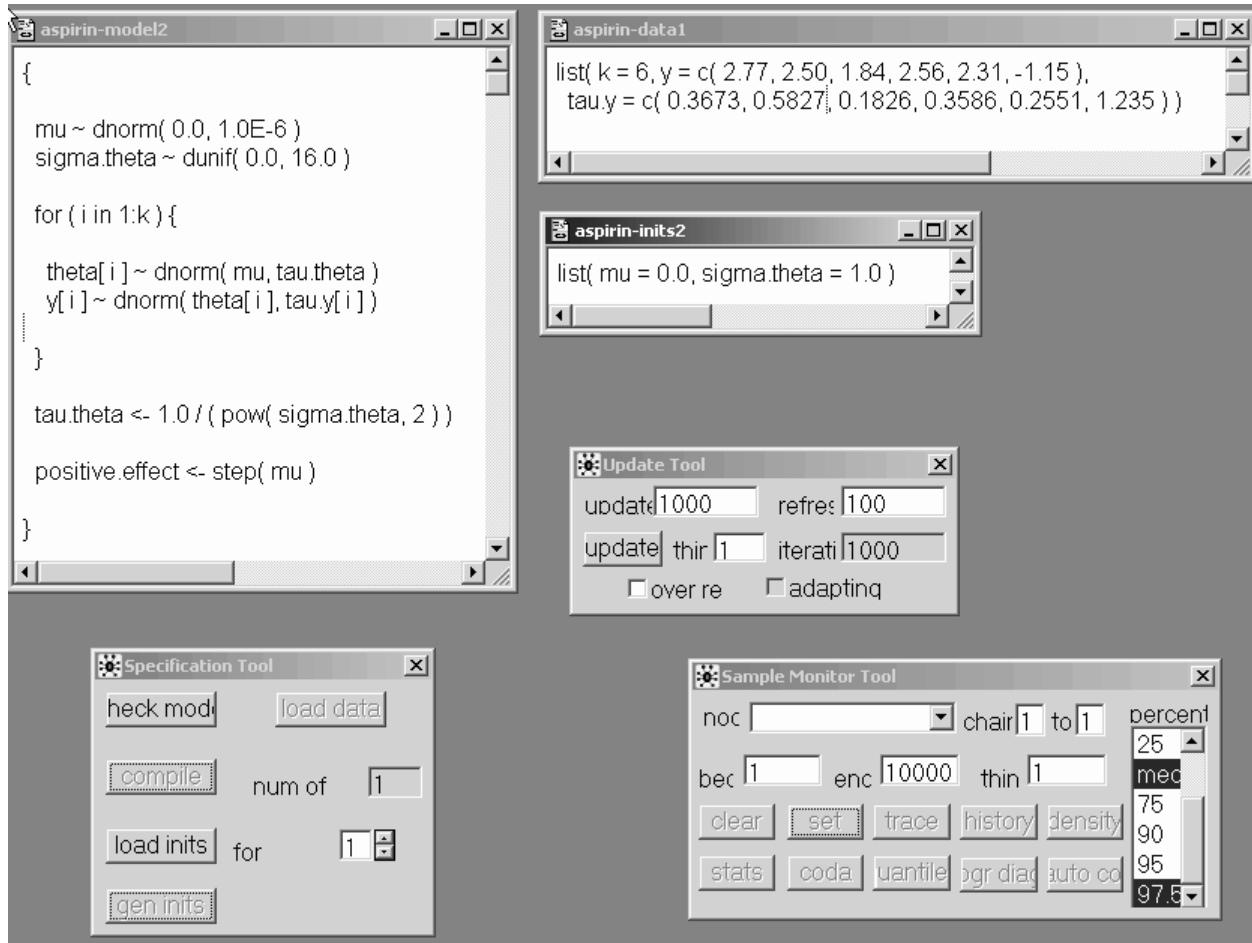 aspirin-model2
{
mu ~ dnorm( 0.0, 1.0E-6 )
sigma.theta ~ dunif( 0.0, 16.0 )
for ( i in 1:k ) {
theta[ i ] ~ dnorm( mu, tau.theta )
y[ i ] ~ dnorm( theta[ i ], tau.y[ i ] )
}
tau.theta <- 1.0 / ( pow( sigma.theta, 2 ) )
positive.effect <- step( mu )
}
aspirin-data1
list( k = 6, y = c( 2.77, 2.50, 1.84, 2.56, 2.31, -1.15 ),
tau.y = c( 0.3673, 0.5827, 0.1826, 0.3586, 0.2551, 1.235 ) )
aspirin-inits2
list( mu = 0.0, sigma.theta = 1.0 )
Update Tool
update 1000 refres 100
update thin 1 iterati 1000
over re adapting
Specification Tool
heck mod load data
compile num of 1
load inits for 1
gen inits
Sample Monitor Tool
noc chair 1 to 1 percent
bec 1 enc 10000 thin 1
clear set trace history density
stats coda uantile ogr diag auto co
25
med
75
90
95
97.5